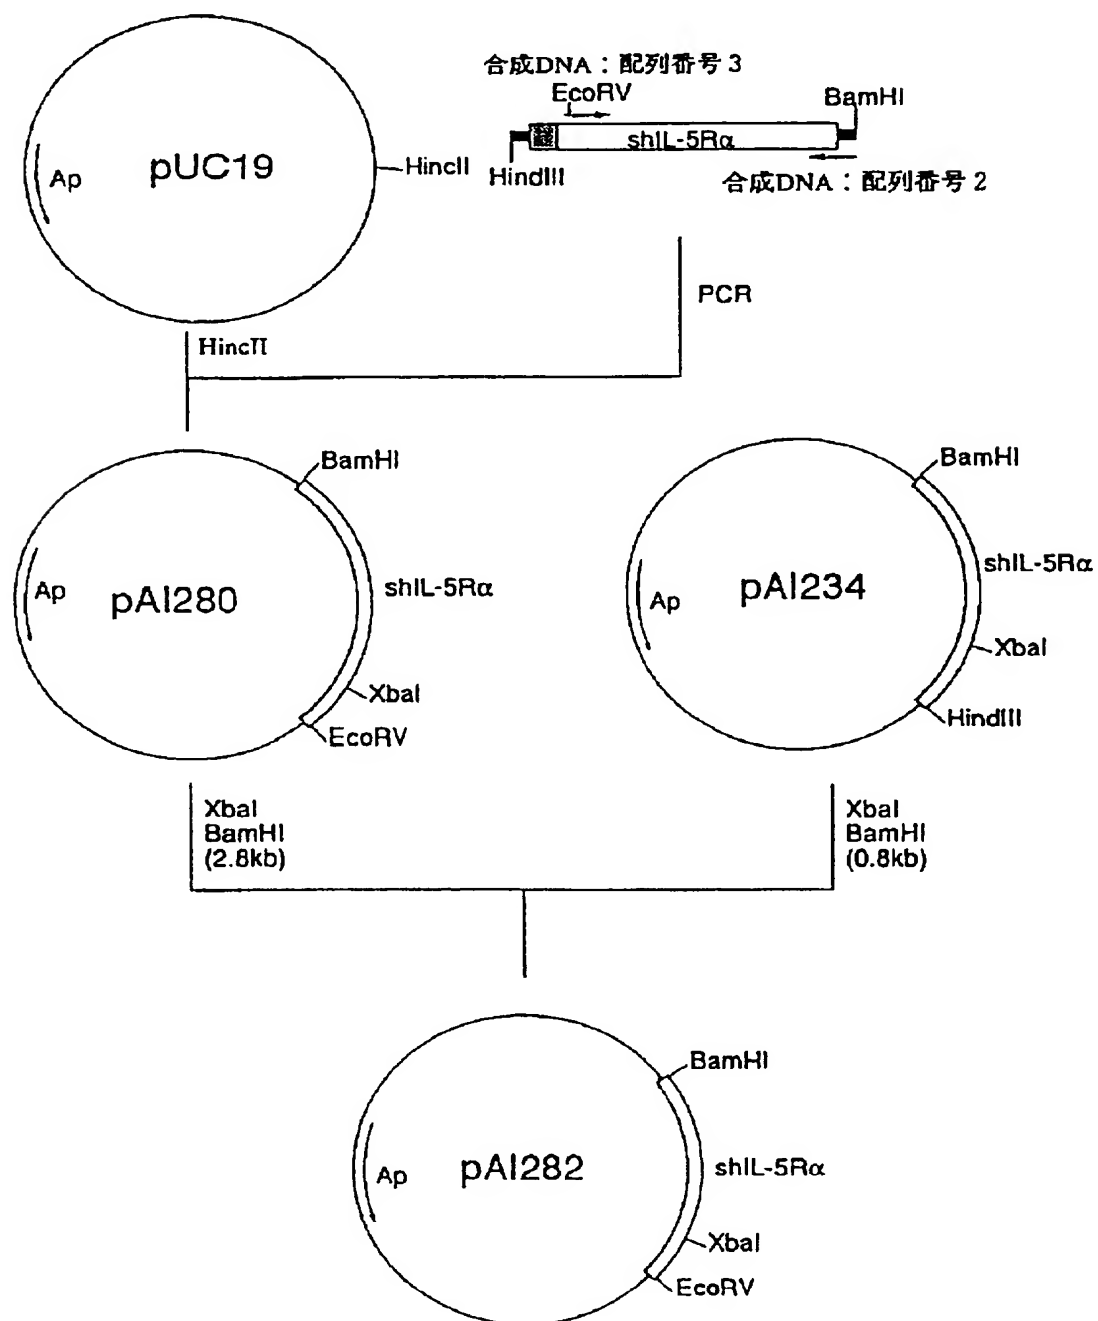 合成DNA：配列番号3
EcoRV
BamHI
shIL-5Rα
HindIII
合成DNA：配列番号2
pUC19
Ap
HincII
PCR
HincII
BamHI
shIL-5Rα
Ap
pAI280
XbaI
EcoRV
BamHI
shIL-5Rα
Ap
pAI234
XbaI
HindIII
XbaI
BamHI
(2.8kb)
XbaI
BamHI
(0.8kb)
BamHI
shIL-5Rα
Ap
pAI282
XbaI
EcoRV